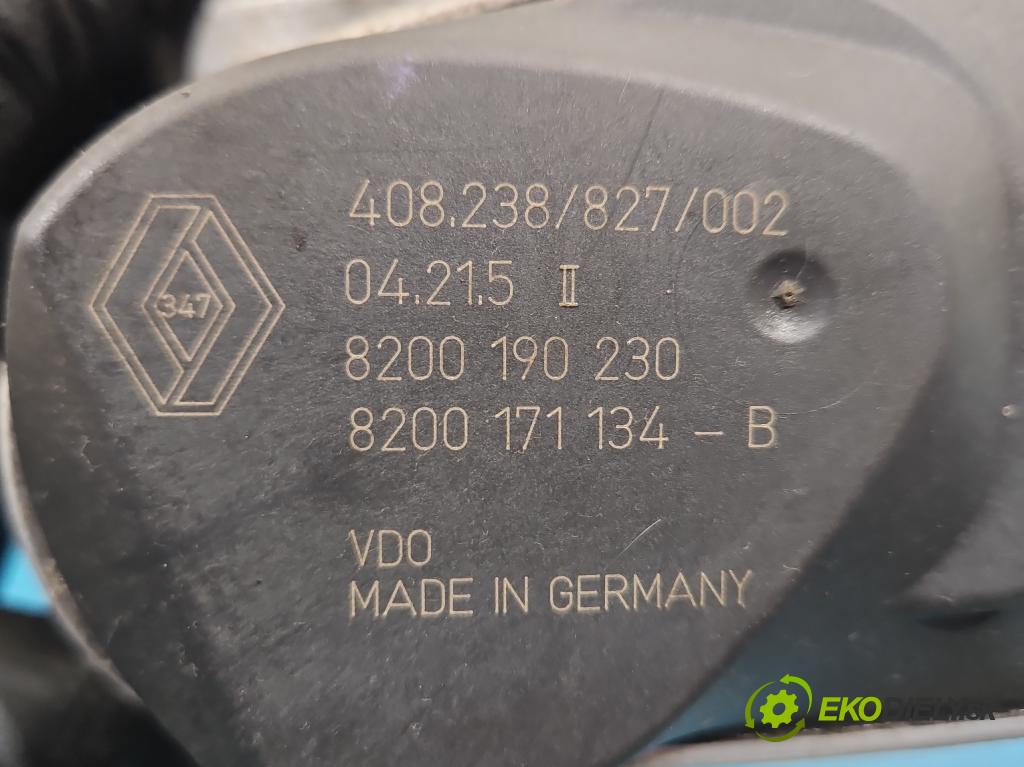 408.238/827/002
04.21.5 II
8200 190 230
8200 171 134 - B
347
VDO
MADE IN GERMANY
EKO